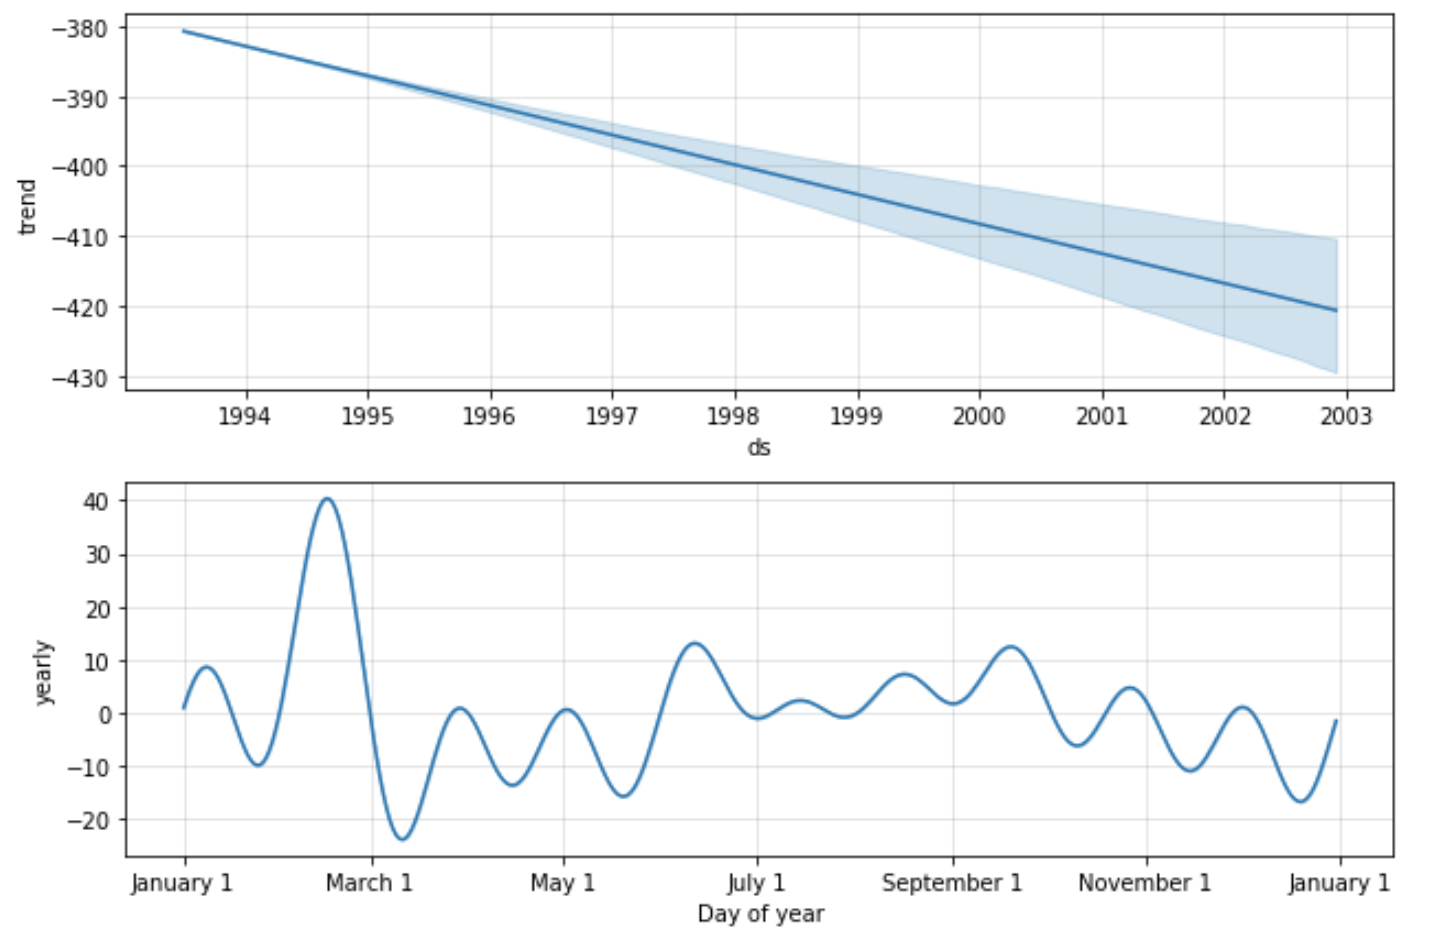 −380
−390
−400
−410
−420
−430
trend
1994 1995 1996 1997 1998 1999 2000 2001 2002 2003
ds
40
30
20
10
0
−10
−20
yearly
January 1 March 1 May 1 July 1 September 1 November 1 January 1
Day of year